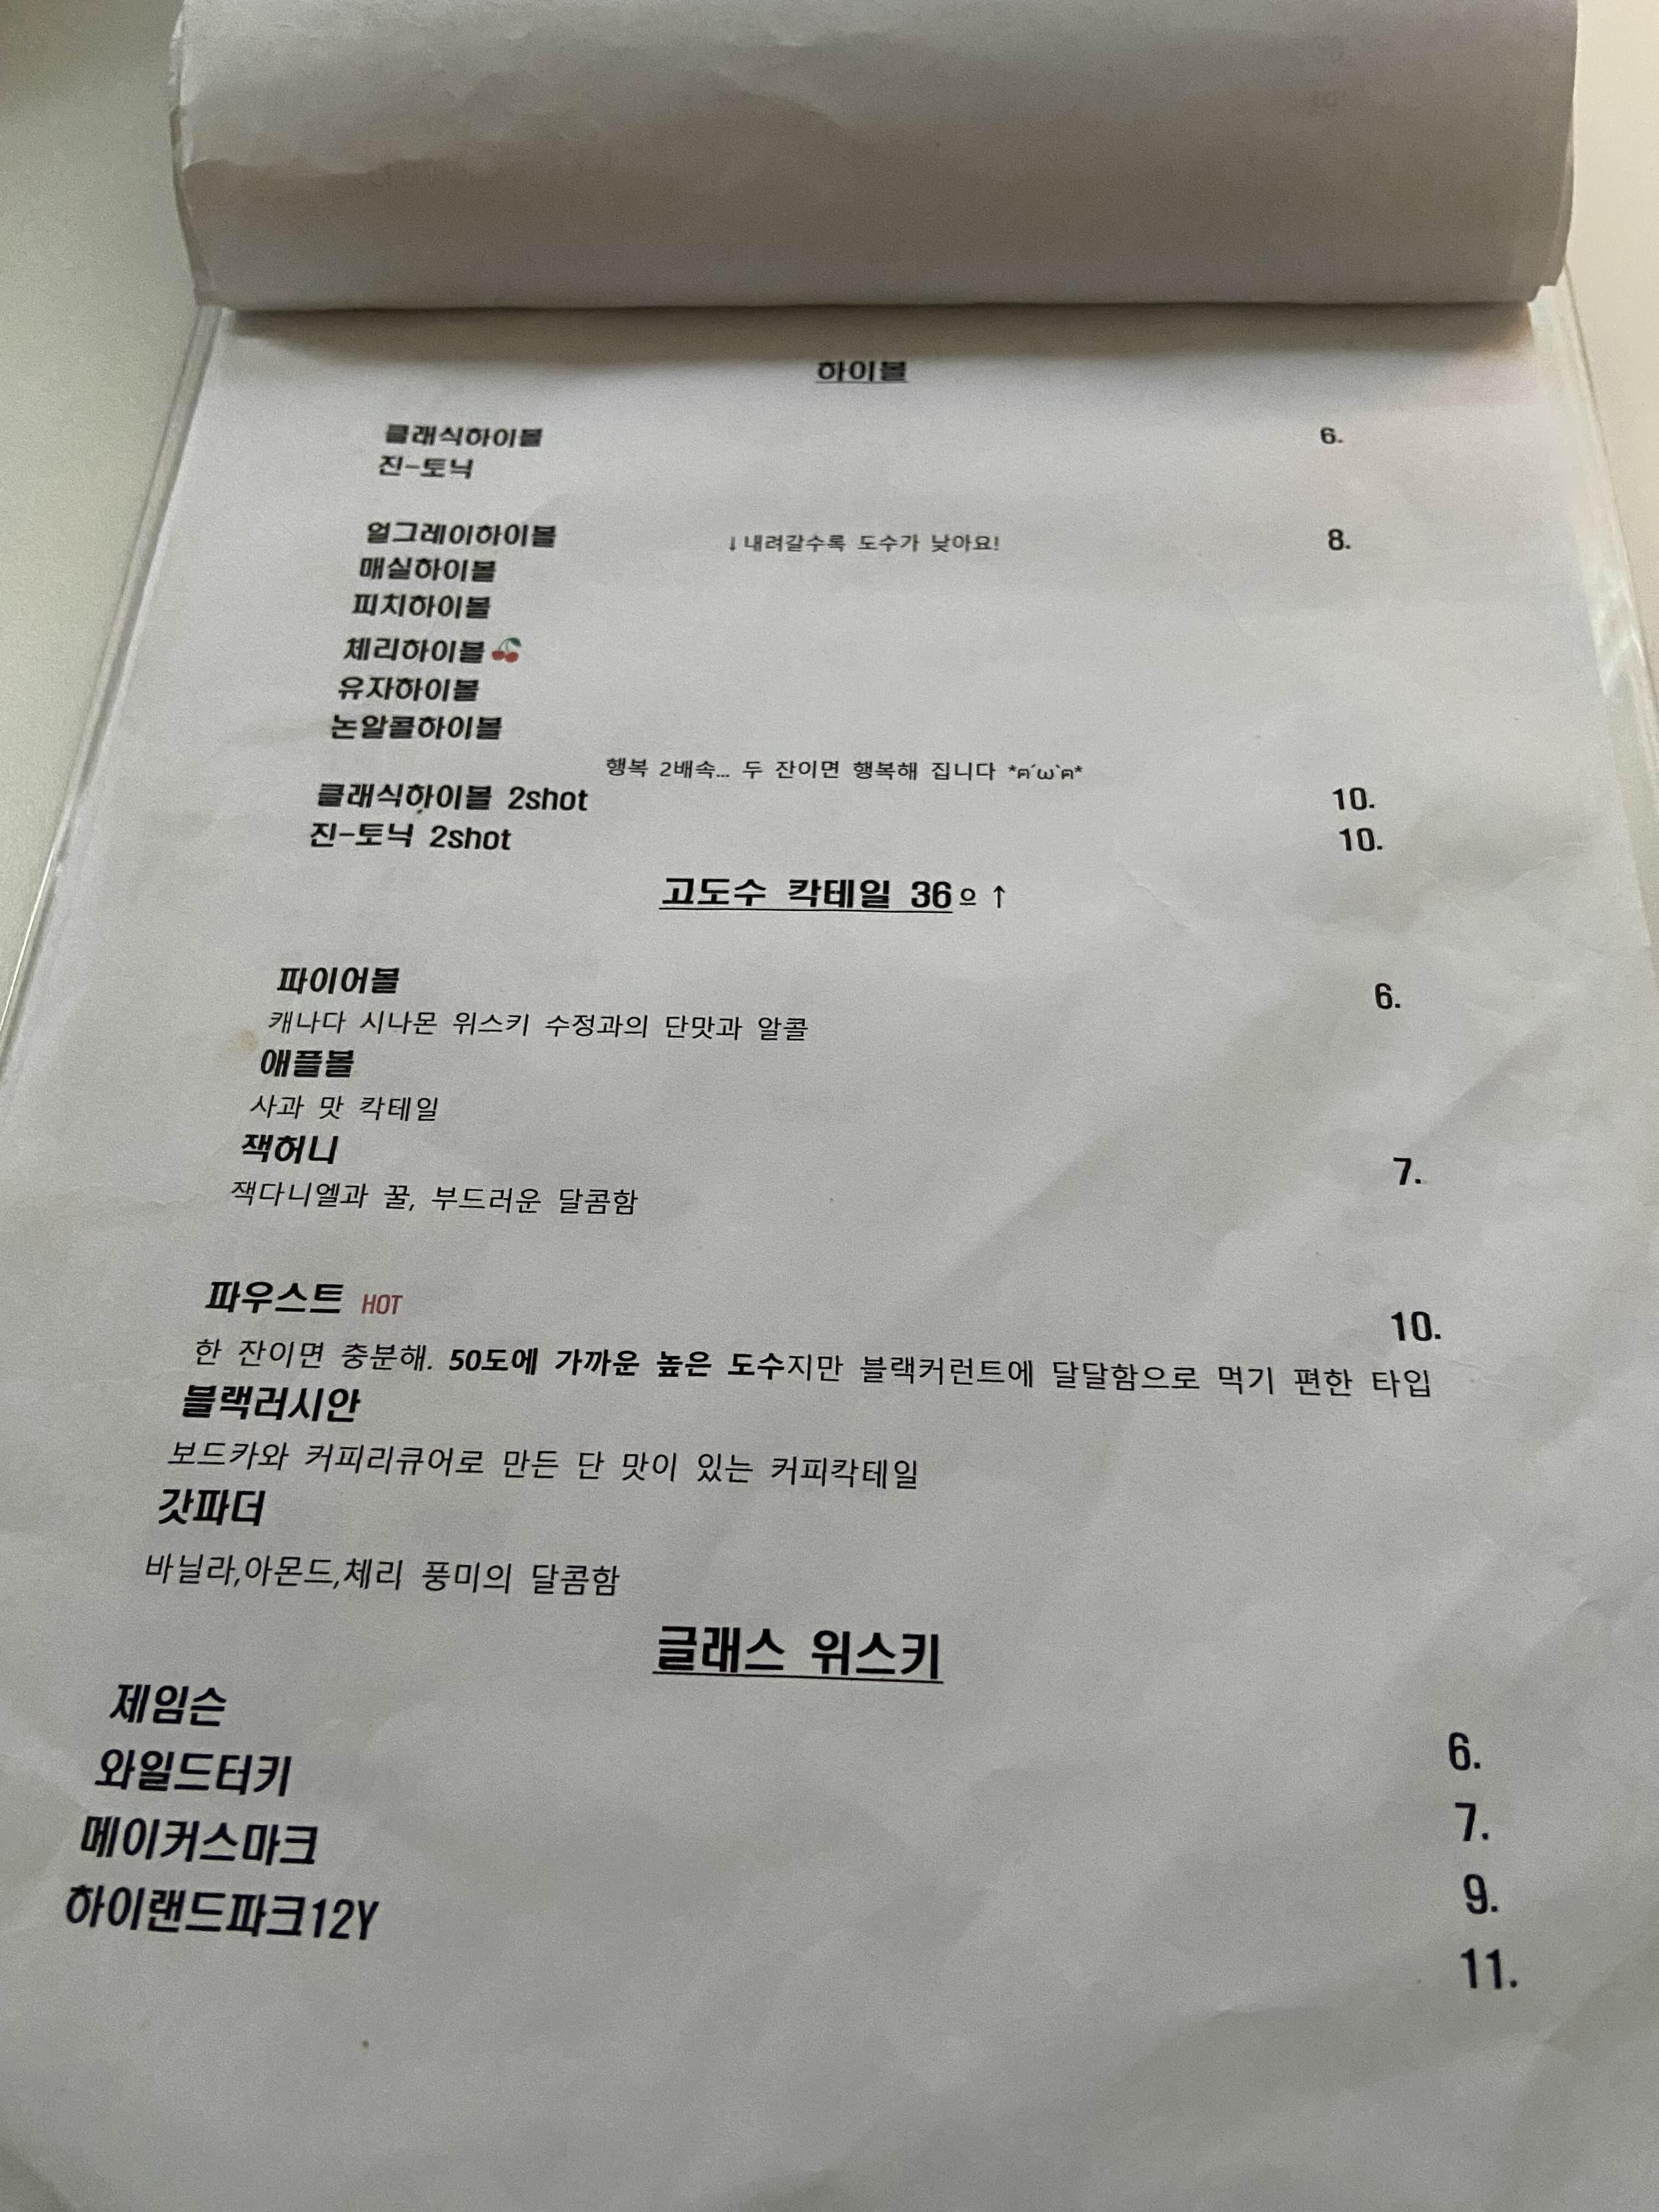 하이볼
클래식하이볼 6.
진-토닉
얼그레이하이볼 ↓내려갈수록 도수가 낮아요! 8.
매실하이볼
피치하이볼
체리하이볼🍒
유자하이볼
논알콜하이볼
행복 2배속... 두 잔이면 행복해 집니다 *ฅ´ω`ฅ*
클래식하이볼 2shot 10.
진-토닉 2shot 10.
고도수 칵테일 36º ↑
파이어볼 6.
캐나다 시나몬 위스키 수정과의 단맛과 알콜
애플볼
사과 맛 칵테일
잭허니 7.
잭다니엘과 꿀, 부드러운 달콤함
파우스트 HOT 10.
한 잔이면 충분해. 50도에 가까운 높은 도수지만 블랙커런트에 달달함으로 먹기 편한 타입
블랙러시안
보드카와 커피리큐어로 만든 단 맛이 있는 커피칵테일
갓파더
바닐라,아몬드,체리 풍미의 달콤함
글래스 위스키
제임슨 6.
와일드터키 7.
메이커스마크 9.
하이랜드파크12Y 11.